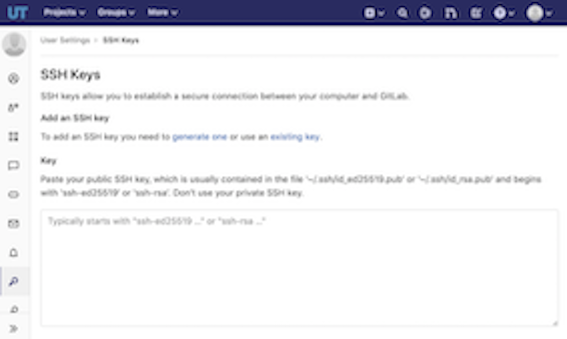 UT Projects Groups More
User Settings > SSH Keys
SSH Keys
SSH keys allow you to establish a secure connection between your computer and GitLab.
Add an SSH key
To add an SSH key you need to generate one or use an existing key.
Key
Paste your public SSH key, which is usually contained in the file '~/.ssh/id_ed25519.pub' or '~/.ssh/id_rsa.pub' and begins
with 'ssh-ed25519' or 'ssh-rsa'. Don't use your private SSH key.
Typically starts with "ssh-ed25519 ..." or "ssh-rsa ..."